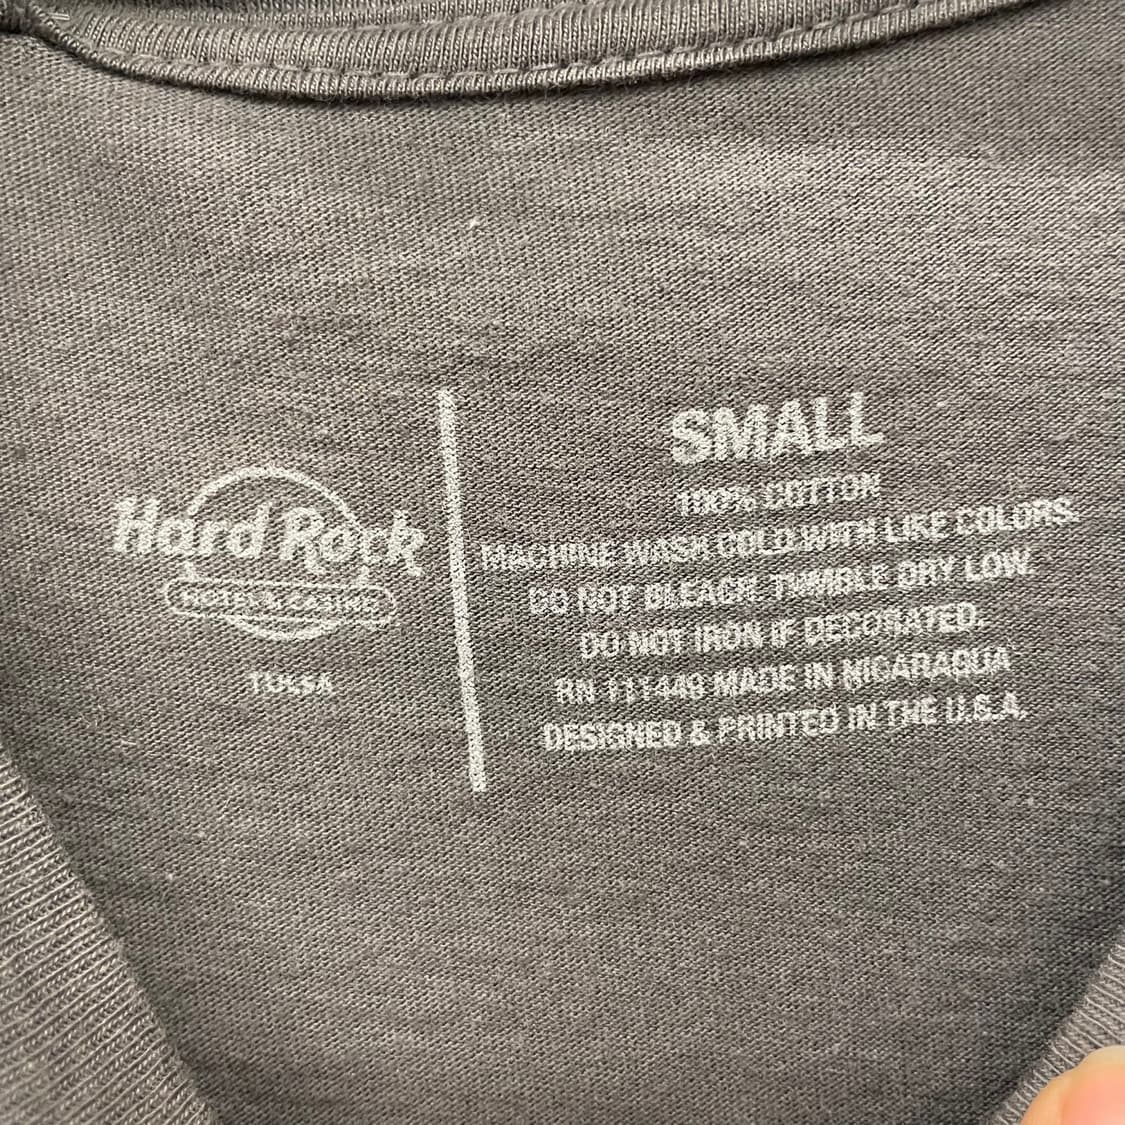 Hard Rock
HOTEL & CASINO
TULSA
SMALL
100% COTTON
MACHINE WASH COLD WITH LIKE COLORS.
DO NOT BLEACH. TUMBLE DRY LOW.
DO NOT IRON IF DECORATED.
RN 111449 MADE IN NICARAGUA
DESIGNED & PRINTED IN THE U.S.A.